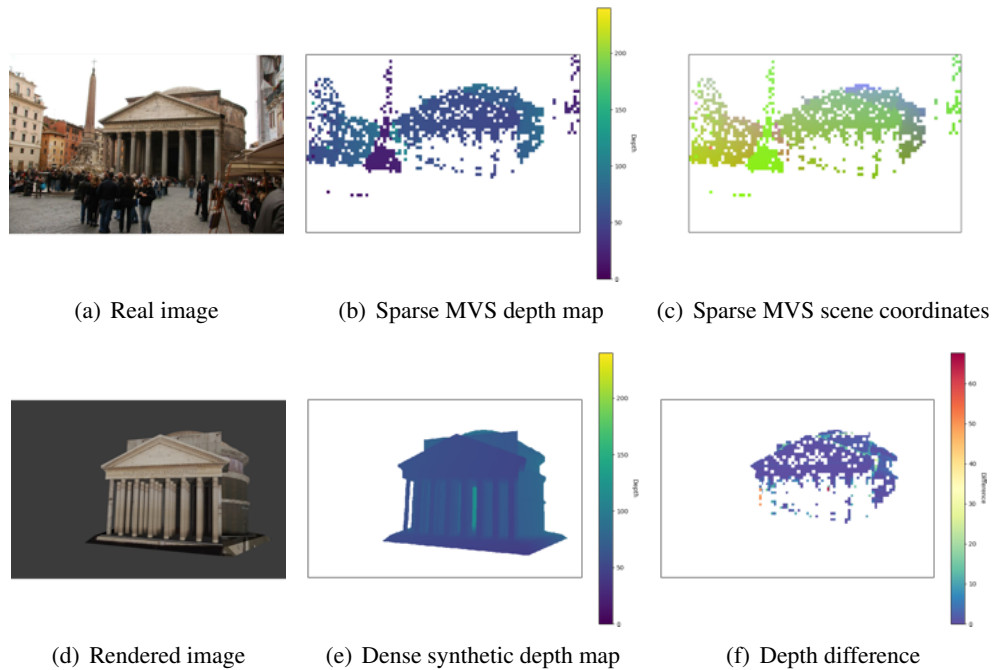 200
150
100
50
0
Depth
(a) Real image
(b) Sparse MVS depth map
(c) Sparse MVS scene coordinates
200
150
100
50
0
Depth
60
50
40
30
20
10
0
Difference
(d) Rendered image
(e) Dense synthetic depth map
(f) Depth difference